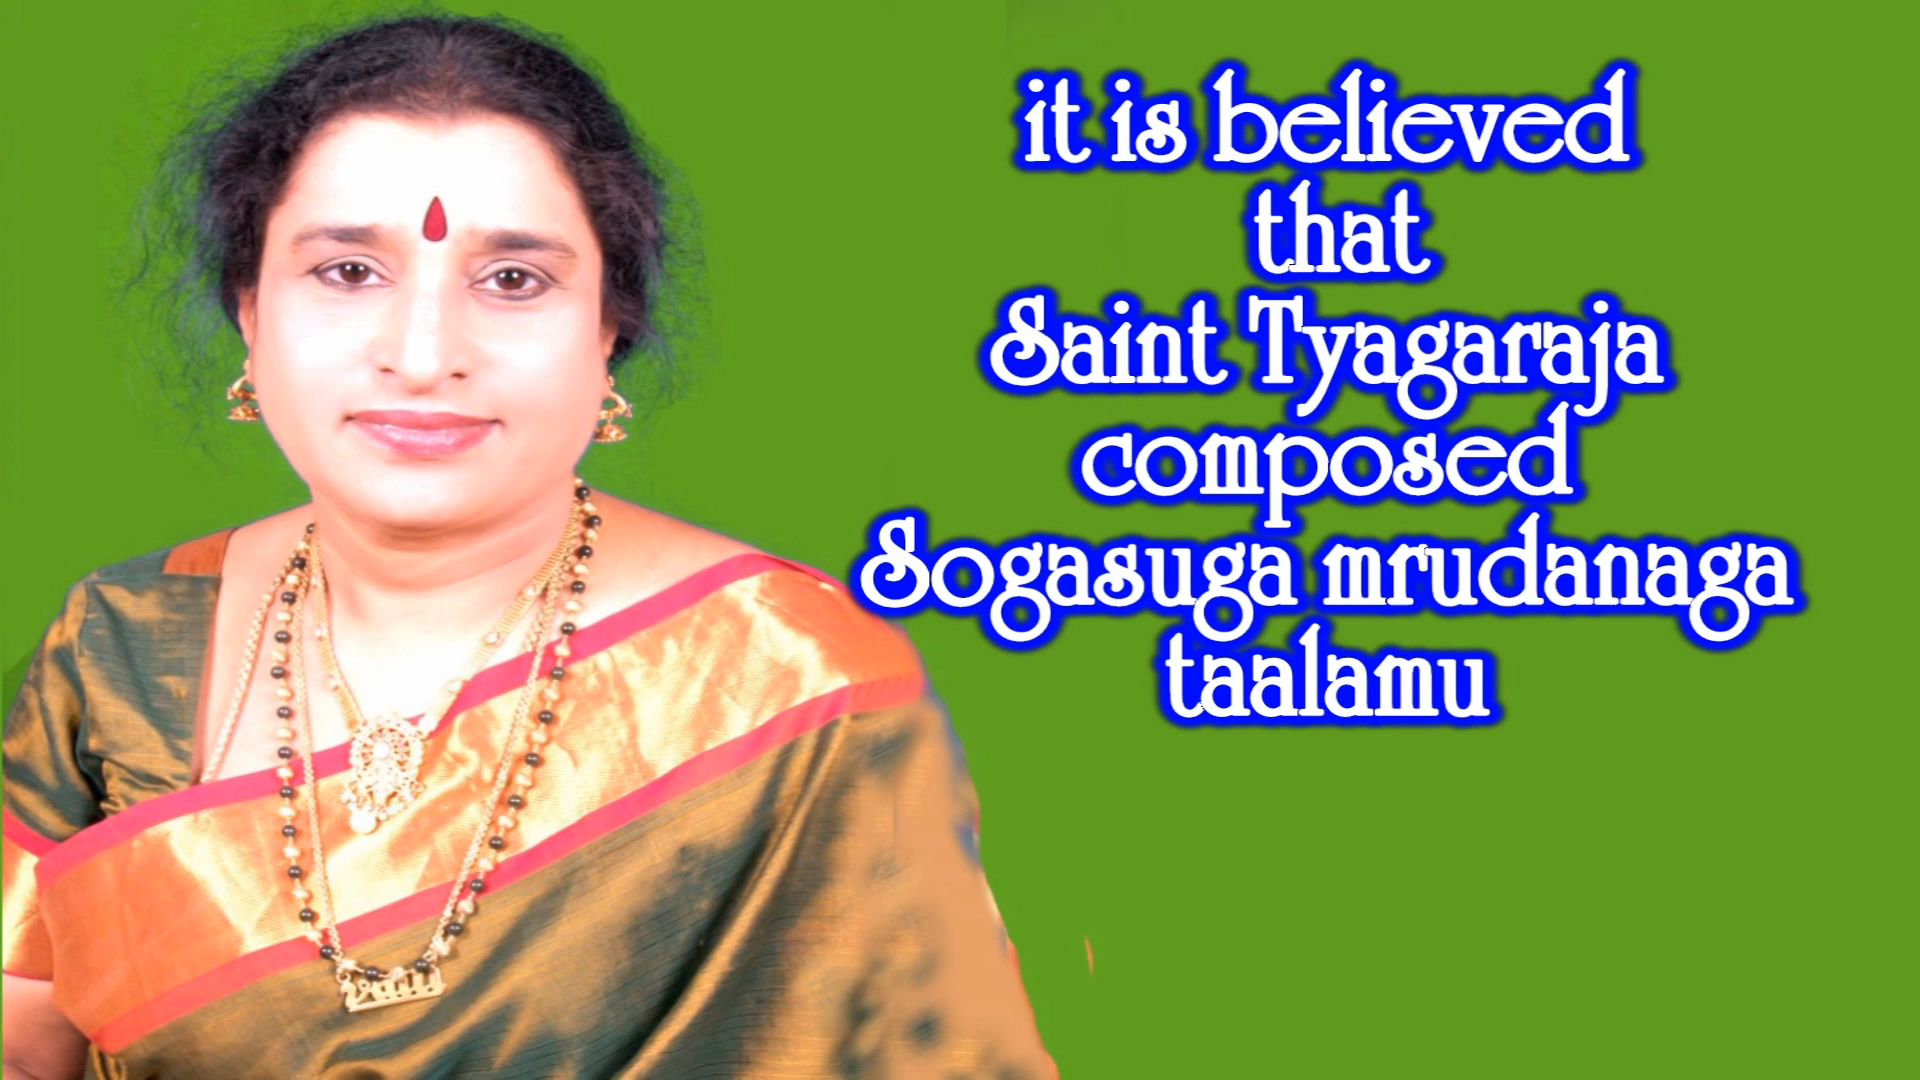 it is believed
that
Saint Tyagaraja
composed
Sogasuga mrudanaga
taalamu